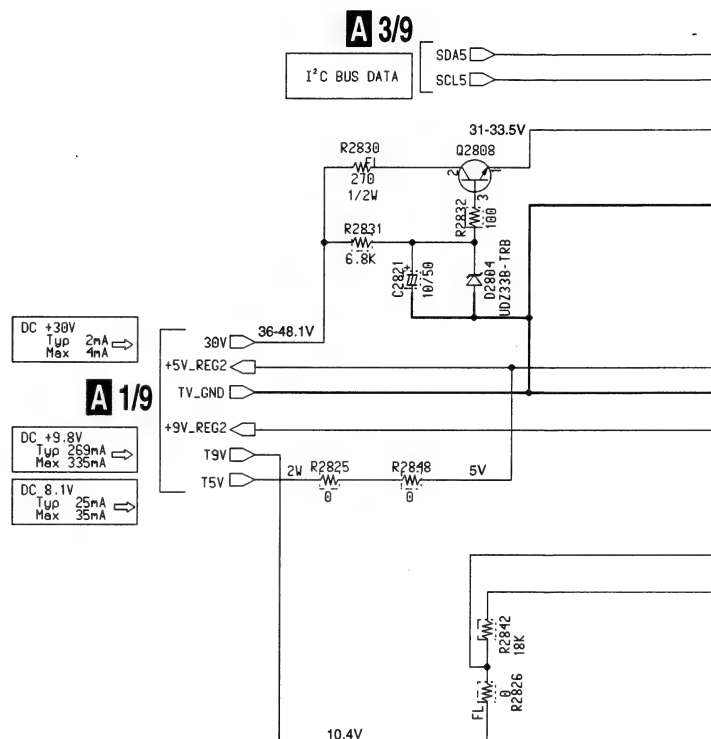 A 3/9
I²C BUS DATA
SDA5
SCL5
31-33.5V
R2830
FL
270
1/2W
Q2808
2
1
3
R2832
100
R2831
6.8K
C2821
+
10/50
D2804
UDZ33B-TRB
DC +30V
Typ 2mA
Max 4mA
36-48.1V
30V
+5V_REG2
A 1/9
TV_GND
+9V_REG2
DC +9.8V
Typ 269mA
Max 335mA
T9V
DC 8.1V
Typ 25mA
Max 35mA
T5V
2W
R2825
0
R2848
0
5V
R2842
18K
FL
0
R2826
10.4V